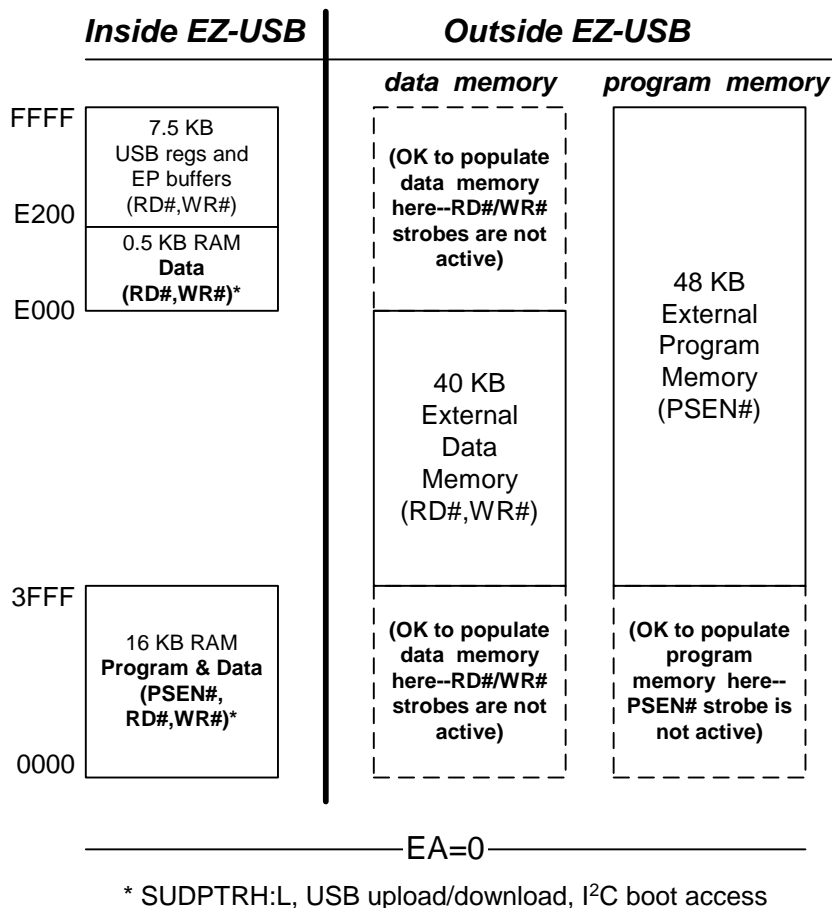 Inside EZ-USB
Outside EZ-USB
data memory
program memory
FFFF
7.5 KB
USB regs and
EP buffers
(RD#,WR#)
E200
0.5 KB RAM
Data
(RD#,WR#)*
E000
(OK to populate
data memory
here--RD#/WR#
strobes are not
active)
40 KB
External
Data
Memory
(RD#,WR#)
48 KB
External
Program
Memory
(PSEN#)
3FFF
16 KB RAM
Program & Data
(PSEN#,
RD#,WR#)*
0000
(OK to populate
data memory
here--RD#/WR#
strobes are not
active)
(OK to populate
program
memory here--
PSEN# strobe is
not active)
EA=0
* SUDPTRH:L, USB upload/download, I²C boot access